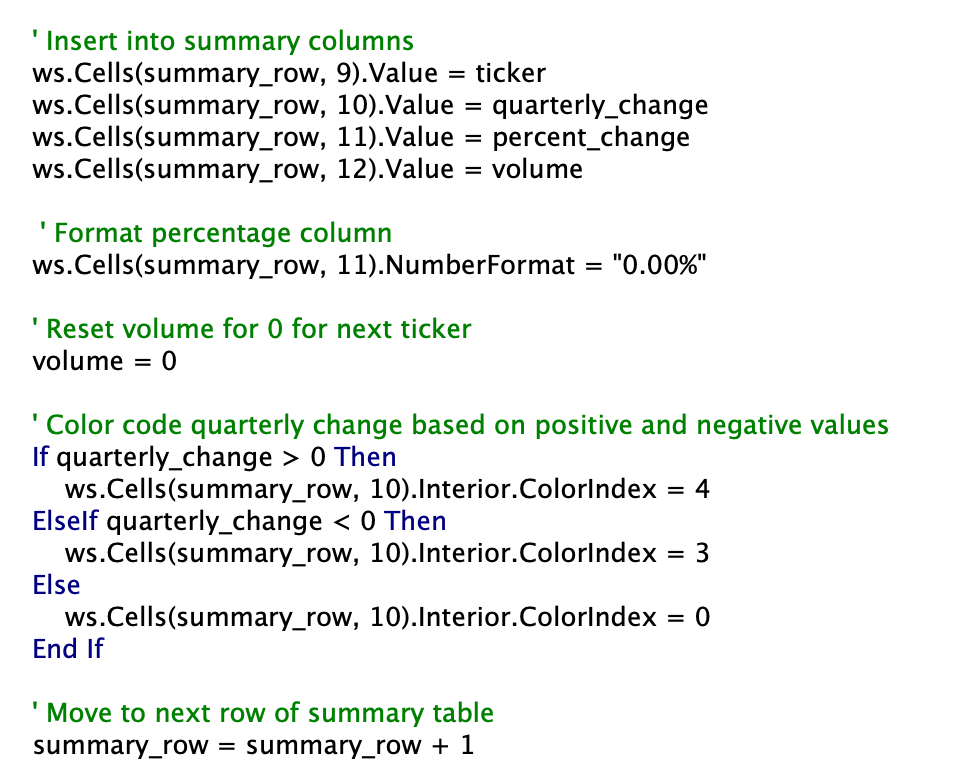 ' Insert into summary columns
ws.Cells(summary_row, 9).Value = ticker
ws.Cells(summary_row, 10).Value = quarterly_change
ws.Cells(summary_row, 11).Value = percent_change
ws.Cells(summary_row, 12).Value = volume
' Format percentage column
ws.Cells(summary_row, 11).NumberFormat = "0.00%"
' Reset volume for 0 for next ticker
volume = 0
' Color code quarterly change based on positive and negative values
If quarterly_change > 0 Then
ws.Cells(summary_row, 10).Interior.ColorIndex = 4
ElseIf quarterly_change < 0 Then
ws.Cells(summary_row, 10).Interior.ColorIndex = 3
Else
ws.Cells(summary_row, 10).Interior.ColorIndex = 0
End If
' Move to next row of summary table
summary_row = summary_row + 1